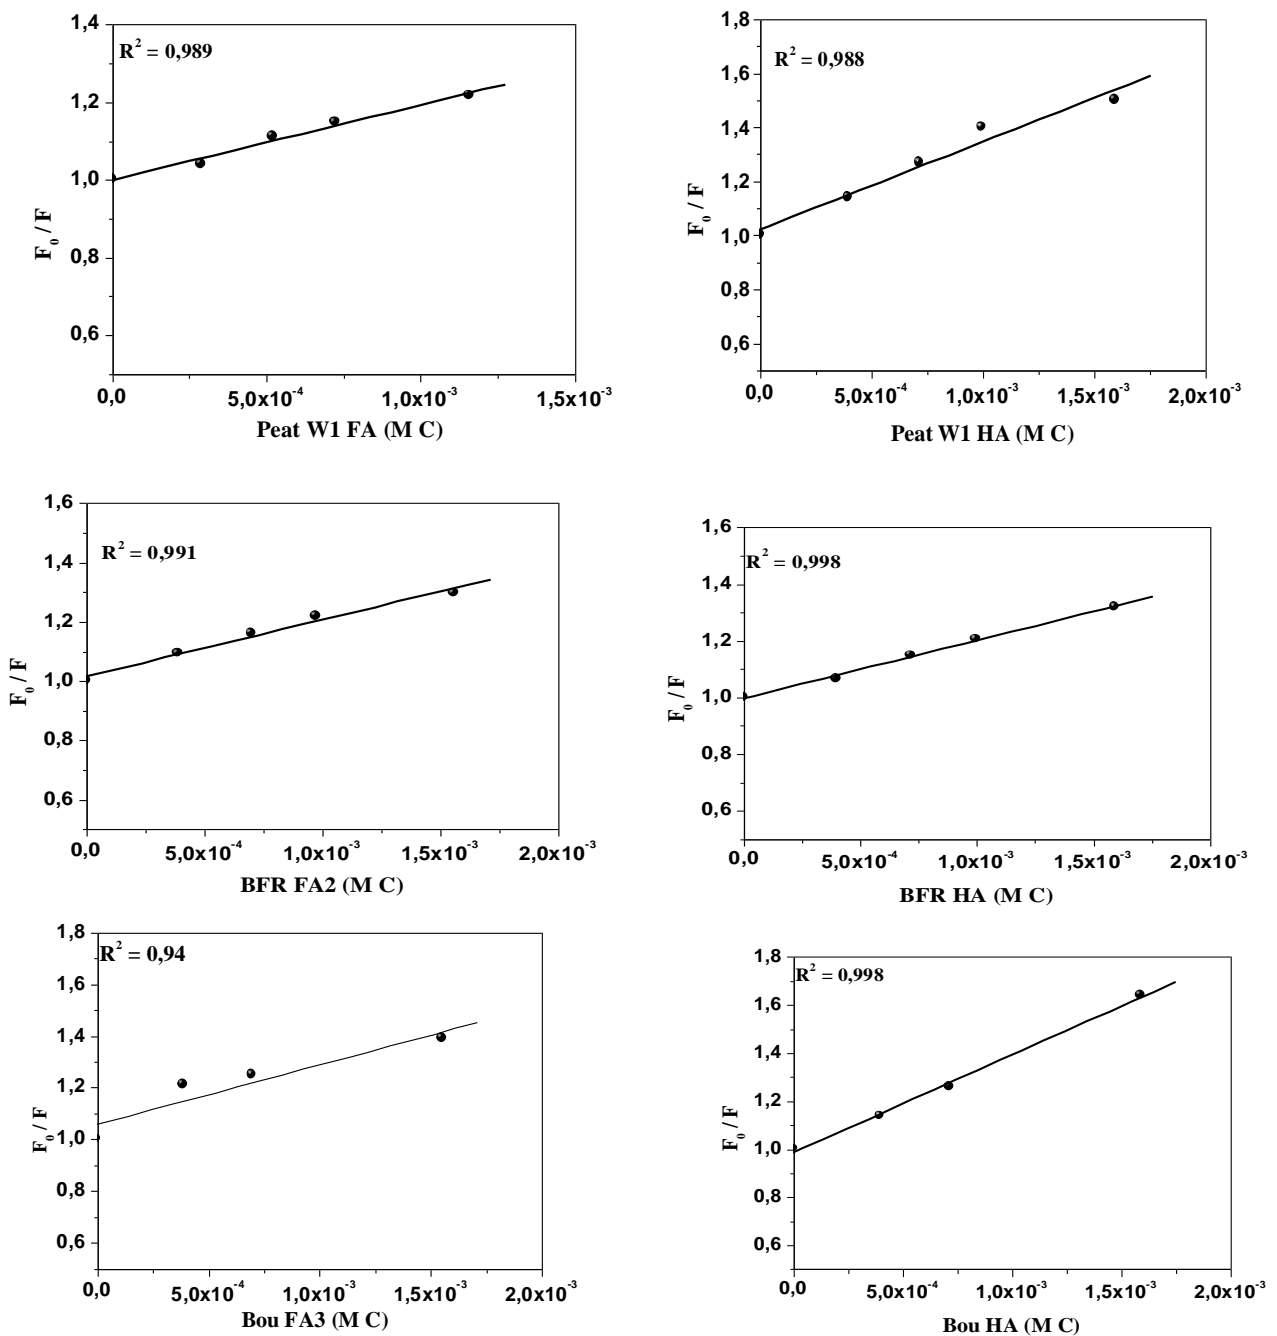 R² = 0,989
1,4
1,2
1,0
0,8
0,6
F₀ / F
0,0
5,0x10⁻⁴
1,0x10⁻³
1,5x10⁻³
Peat W1 FA (M C)
R² = 0,988
1,8
1,6
1,4
1,2
1,0
0,8
0,6
F₀ / F
0,0
5,0x10⁻⁴
1,0x10⁻³
1,5x10⁻³
2,0x10⁻³
Peat W1 HA (M C)
R² = 0,991
1,6
1,4
1,2
1,0
0,8
0,6
F₀ / F
0,0
5,0x10⁻⁴
1,0x10⁻³
1,5x10⁻³
2,0x10⁻³
BFR FA2 (M C)
R² = 0,998
1,6
1,4
1,2
1,0
0,8
0,6
F₀ / F
0,0
5,0x10⁻⁴
1,0x10⁻³
1,5x10⁻³
2,0x10⁻³
BFR HA (M C)
R² = 0,94
1,8
1,6
1,4
1,2
1,0
0,8
0,6
F₀ / F
0,0
5,0x10⁻⁴
1,0x10⁻³
1,5x10⁻³
2,0x10⁻³
Bou FA3 (M C)
R² = 0,998
1,8
1,6
1,4
1,2
1,0
0,8
0,6
F₀ / F
0,0
5,0x10⁻⁴
1,0x10⁻³
1,5x10⁻³
2,0x10⁻³
Bou HA (M C)